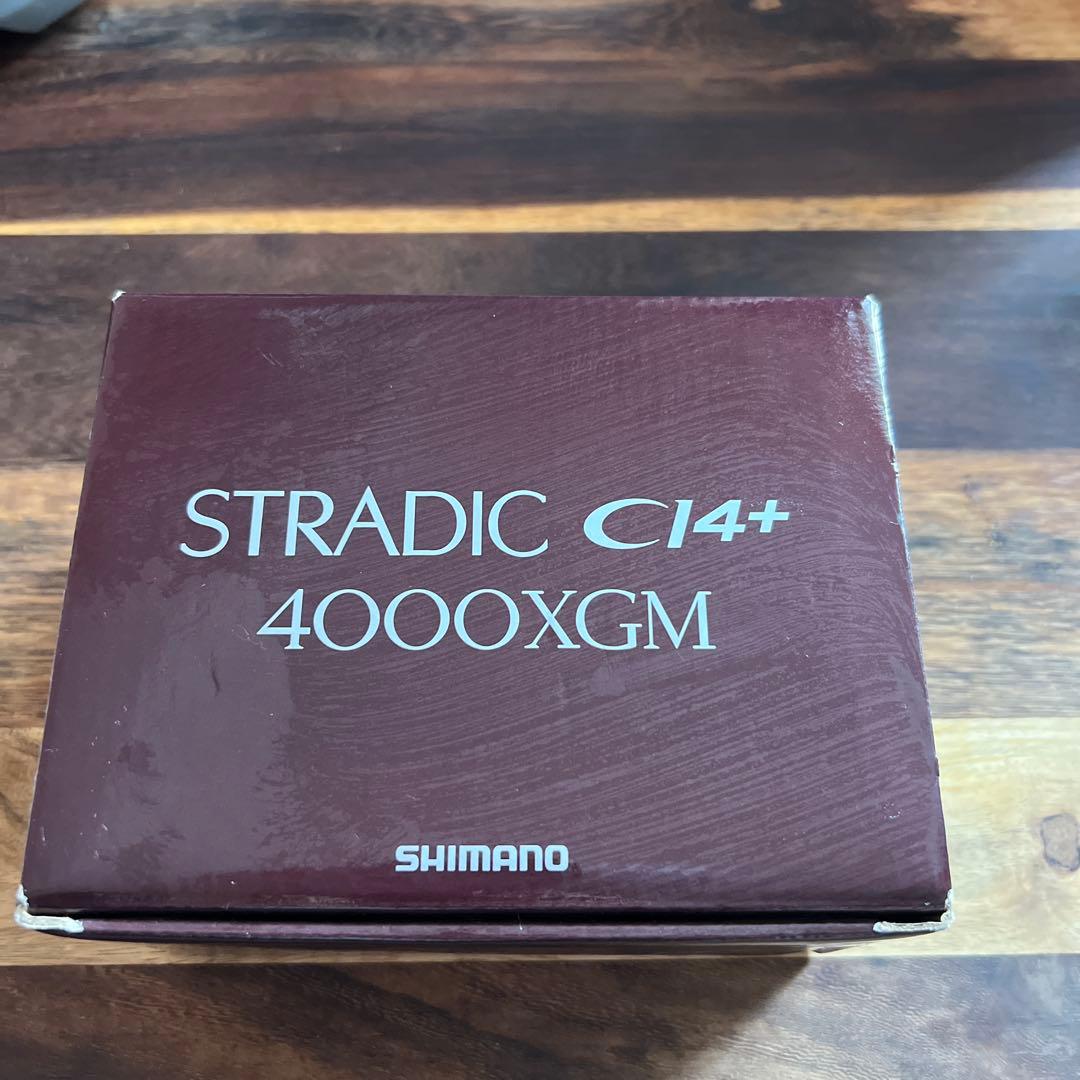 STRADIC CI4+
4000XGM
SHIMANO